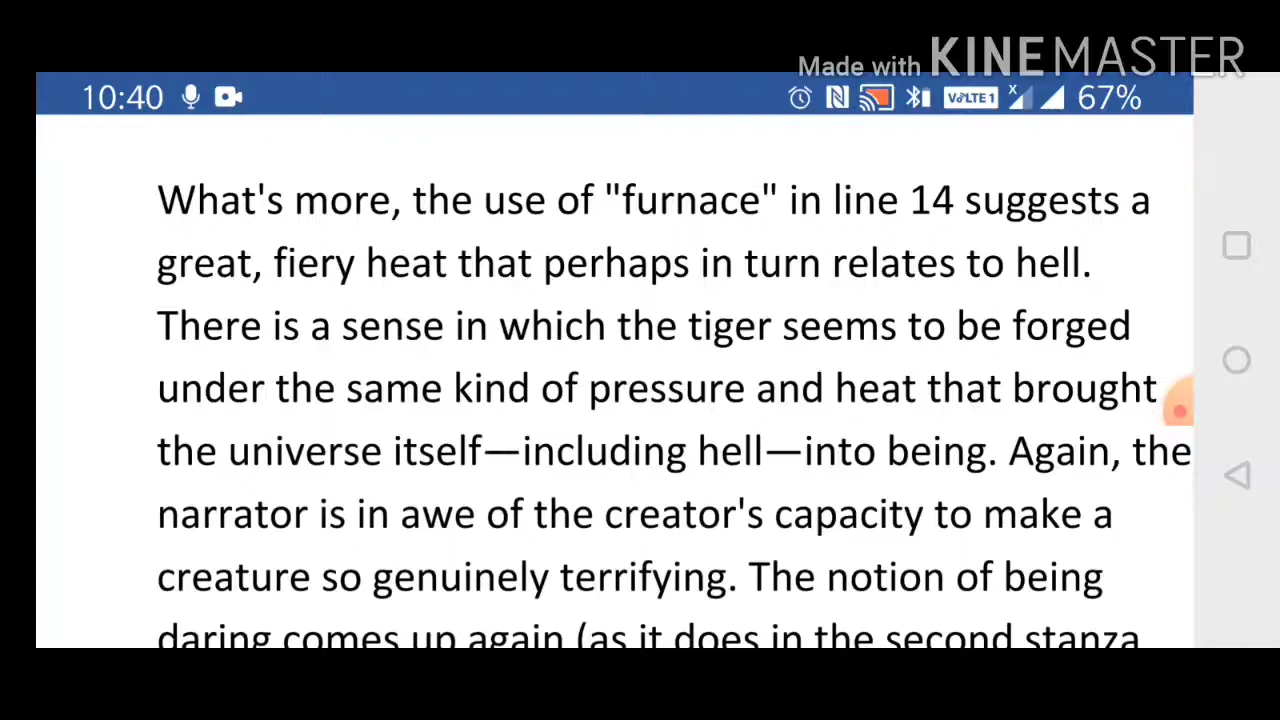 Made with KINEMASTER
10:40 VoLTE 1 x 67%
What's more, the use of "furnace" in line 14 suggests a
great, fiery heat that perhaps in turn relates to hell.
There is a sense in which the tiger seems to be forged
under the same kind of pressure and heat that brought
the universe itself—including hell—into being. Again, the
narrator is in awe of the creator's capacity to make a
creature so genuinely terrifying. The notion of being
daring comes up again (as it does in the second stanza